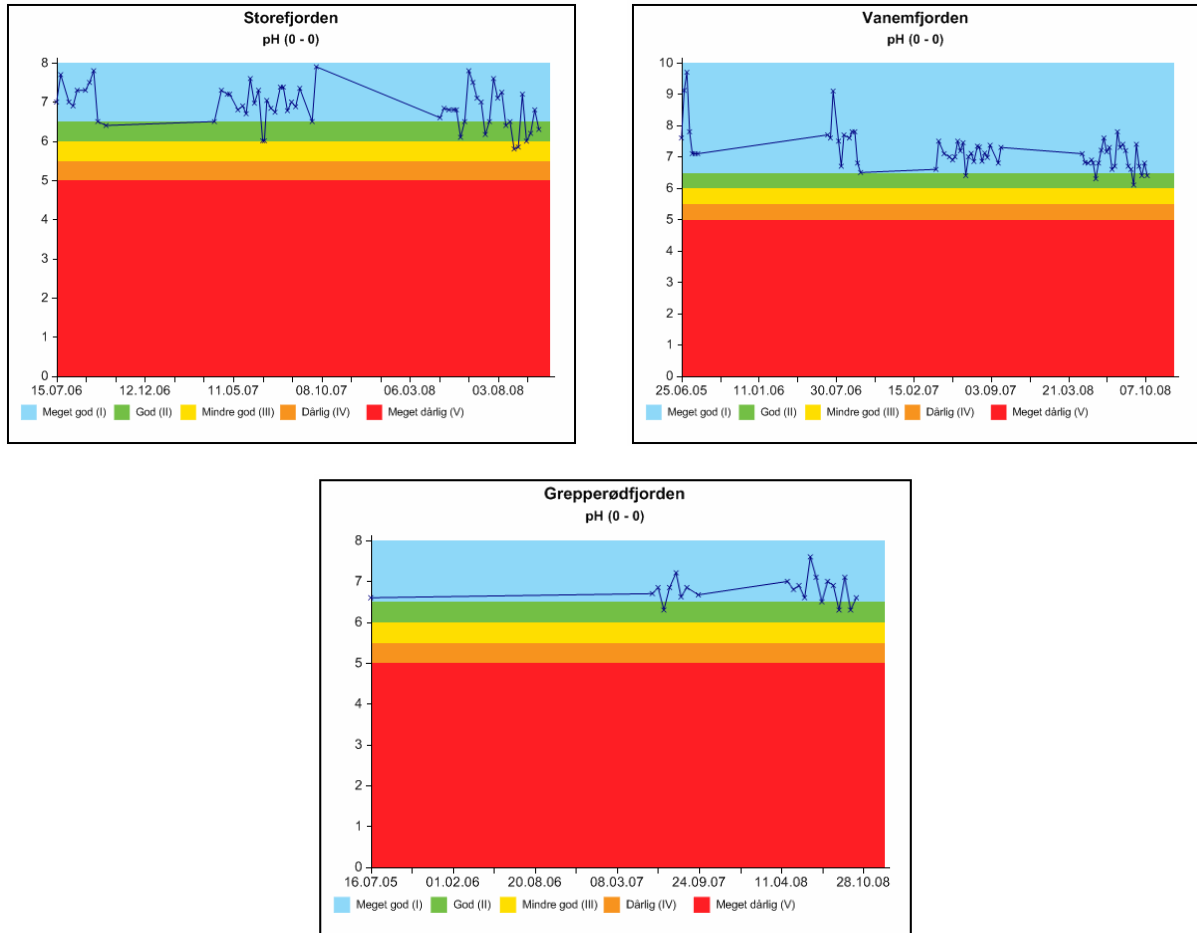 Storefjorden
pH (0 - 0)
8
7
6
5
4
3
2
1
0
15.07.06 12.12.06 11.05.07 08.10.07 06.03.08 03.08.08
Meget god (I) God (II) Mindre god (III) Dårlig (IV) Meget dårlig (V)
Vanemfjorden
pH (0 - 0)
10
9
8
7
6
5
4
3
2
1
0
25.06.05 11.01.06 30.07.06 15.02.07 03.09.07 21.03.08 07.10.08
Meget god (I) God (II) Mindre god (III) Dårlig (IV) Meget dårlig (V)
Grepperødfjorden
pH (0 - 0)
8
7
6
5
4
3
2
1
0
16.07.05 01.02.06 20.08.06 08.03.07 24.09.07 11.04.08 28.10.08
Meget god (I) God (II) Mindre god (III) Dårlig (IV) Meget dårlig (V)